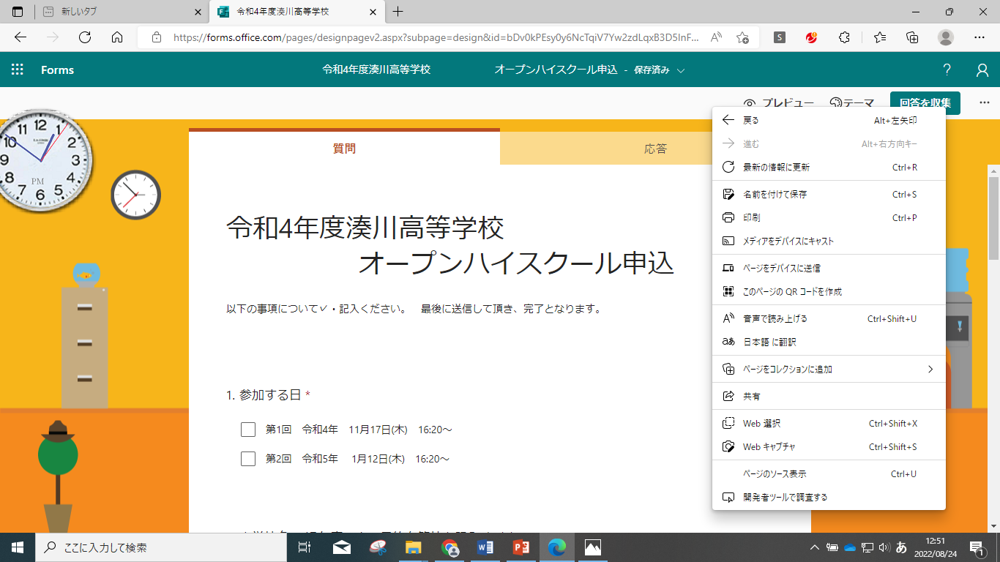 新しいタブ
令和4年度湊川高等学校
https://forms.office.com/pages/designpagev2.aspx?subpage=design&id=bDv0kPEsy0y6NcTqiV7Yw2zdLqxB3D5InF...
Forms
令和4年度湊川高等学校 オープンハイスクール申込 - 保存済み
プレビュー テーマ 回答を収集
質問 応答
令和4年度湊川高等学校
オープンハイスクール申込
以下の事項について✓・記入ください。 最後に送信して頂き、完了となります。
1. 参加する日 *
第1回 令和4年 11月17日(木) 16:20～
第2回 令和5年 1月12日(木) 16:20～
戻る Alt+左矢印
進む Alt+右方向キー
最新の情報に更新 Ctrl+R
名前を付けて保存 Ctrl+S
印刷 Ctrl+P
メディアをデバイスにキャスト
ページをデバイスに送信
このページの QR コードを作成
音声で読み上げる Ctrl+Shift+U
日本語 に翻訳
ページをコレクションに追加
共有
Web 選択 Ctrl+Shift+X
Web キャプチャ Ctrl+Shift+S
ページのソース表示 Ctrl+U
開発者ツールで調査する
11 12 1
10 2
9 3
8 PM 4
7 6 5
ここに入力して検索
あ
12:51
2022/08/24
1